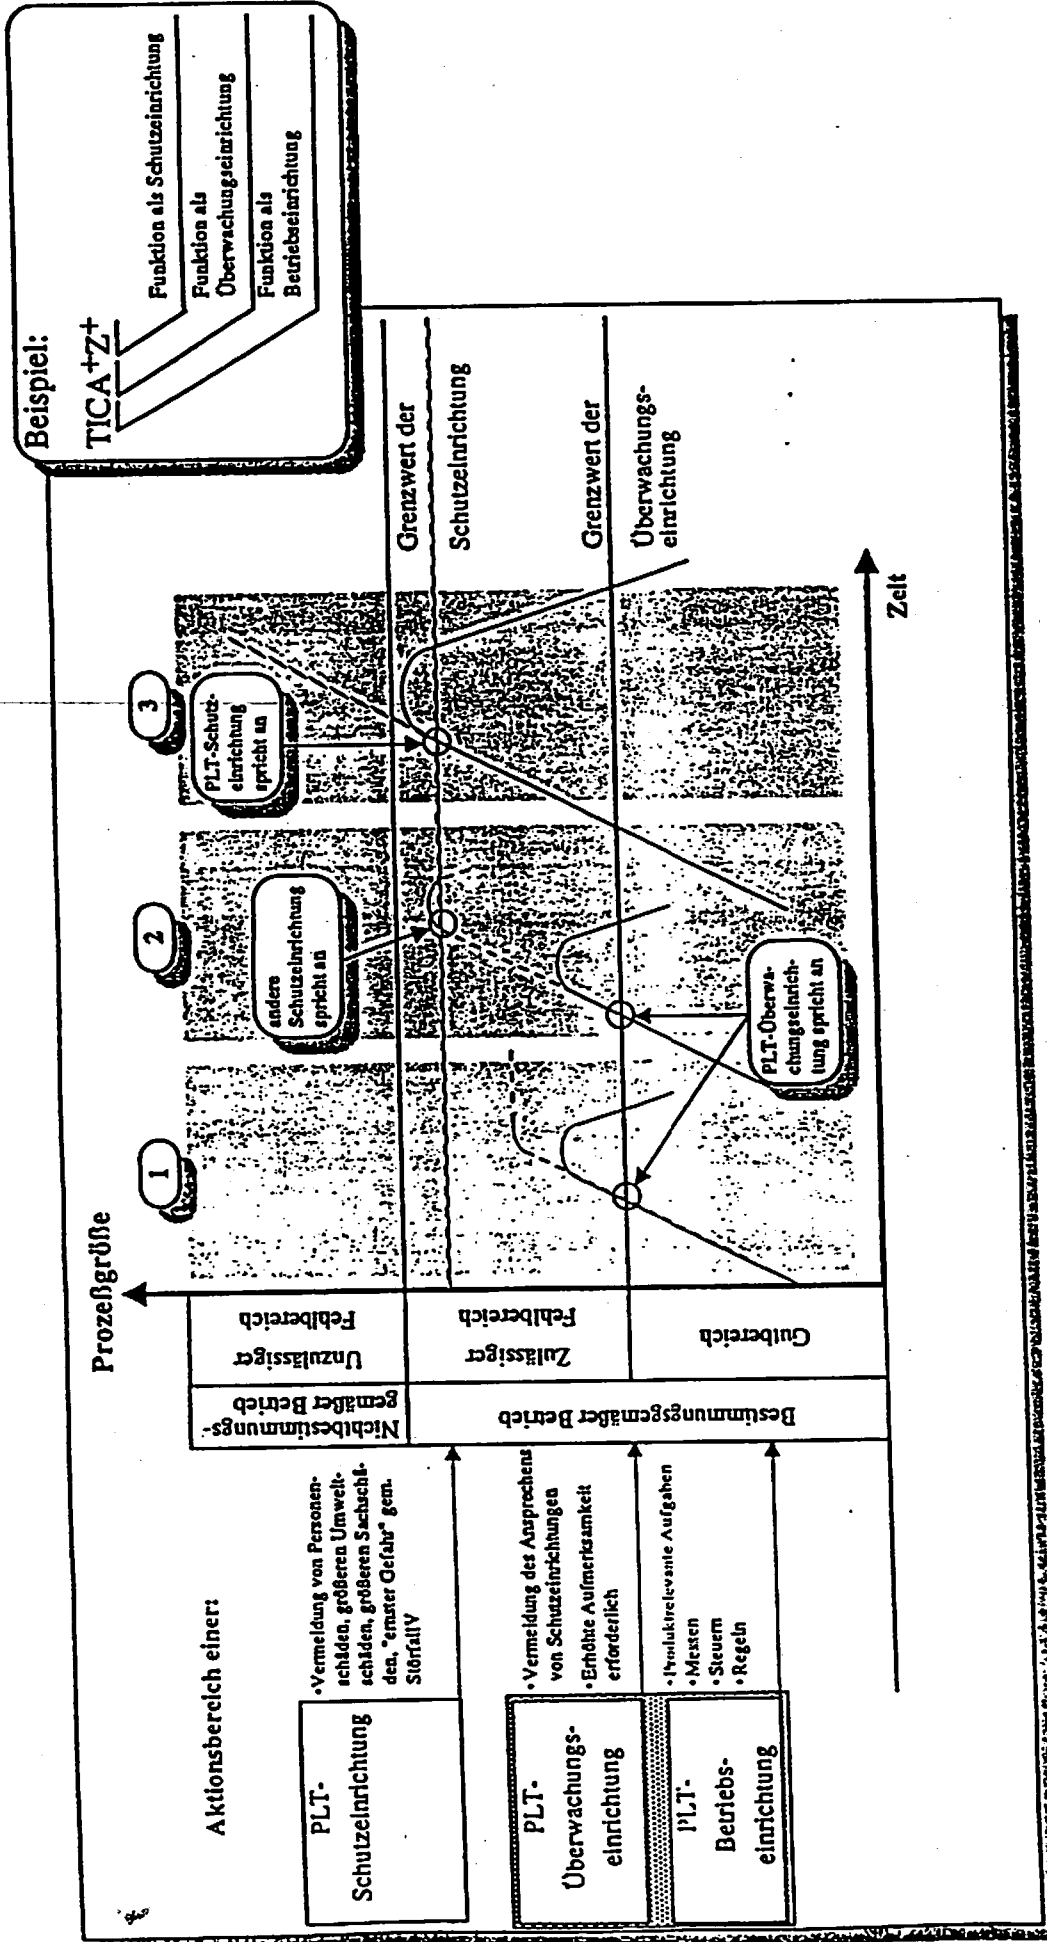 Beispiel:
TICA+Z+
Funktion als Schutzeinrichtung
Funktion als
Überwachungseinrichtung
Funktion als
Betriebseinrichtung
Aktionsbereich einer:
PLT-
Schutzeinrichtung
•Vermeidung von Personen-
schäden, größeren Umwelt-
schäden, größeren Sachschä-
den, "ernster Gefahr" gem.
StörfallV
PLT-
Überwachungs-
einrichtung
•Vermeidung des Ansprechens
von Schutzeinrichtungen
•Erhöhte Aufmerksamkeit
erforderlich
PLT-
Betriebs-
einrichtung
•Produktrelevante Aufgaben
•Messen
•Steuern
•Regeln
Nichtbestimmungs-
gemäßer Betrieb
Bestimmungsgemäßer Betrieb
Unzulässiger
Fehlbereich
Zulässiger
Fehlbereich
Gutbereich
Prozeßgröße
1
2
3
andere
Schutzeinrichtung
spricht an
PLT-Schutz-
einrichtung
spricht an
PLT-Überwa-
chungseinrich-
tung spricht an
Grenzwert der
Schutzeinrichtung
Grenzwert der
Überwachungs-
einrichtung
Zeit